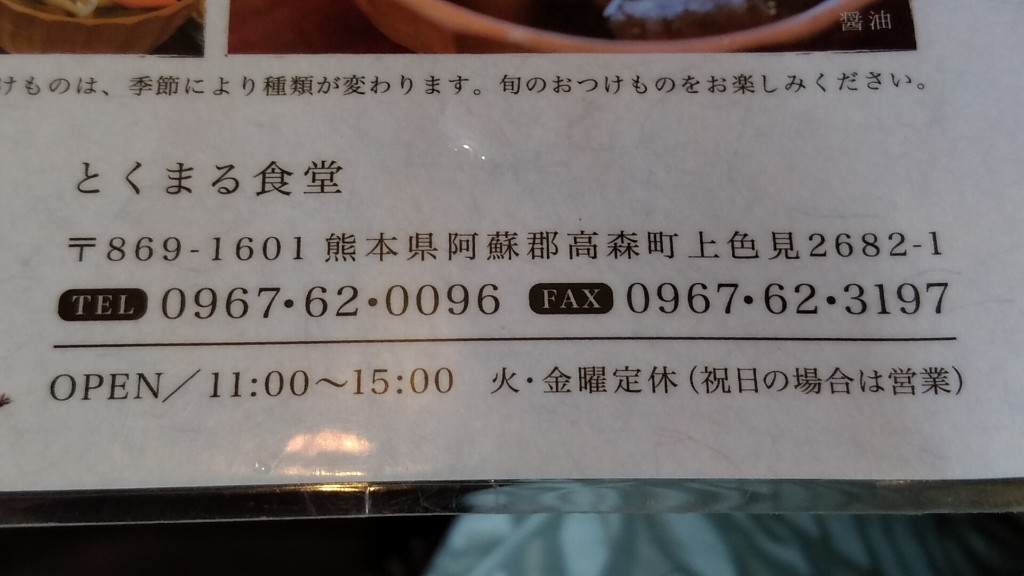 醤油
けものは、季節により種類が変わります。旬のおつけものをお楽しみください。
とくまる食堂
〒869-1601 熊本県阿蘇郡高森町上色見2682-1
TEL 0967・62・0096 FAX 0967・62・3197
OPEN／11:00〜15:00 火・金曜定休(祝日の場合は営業)